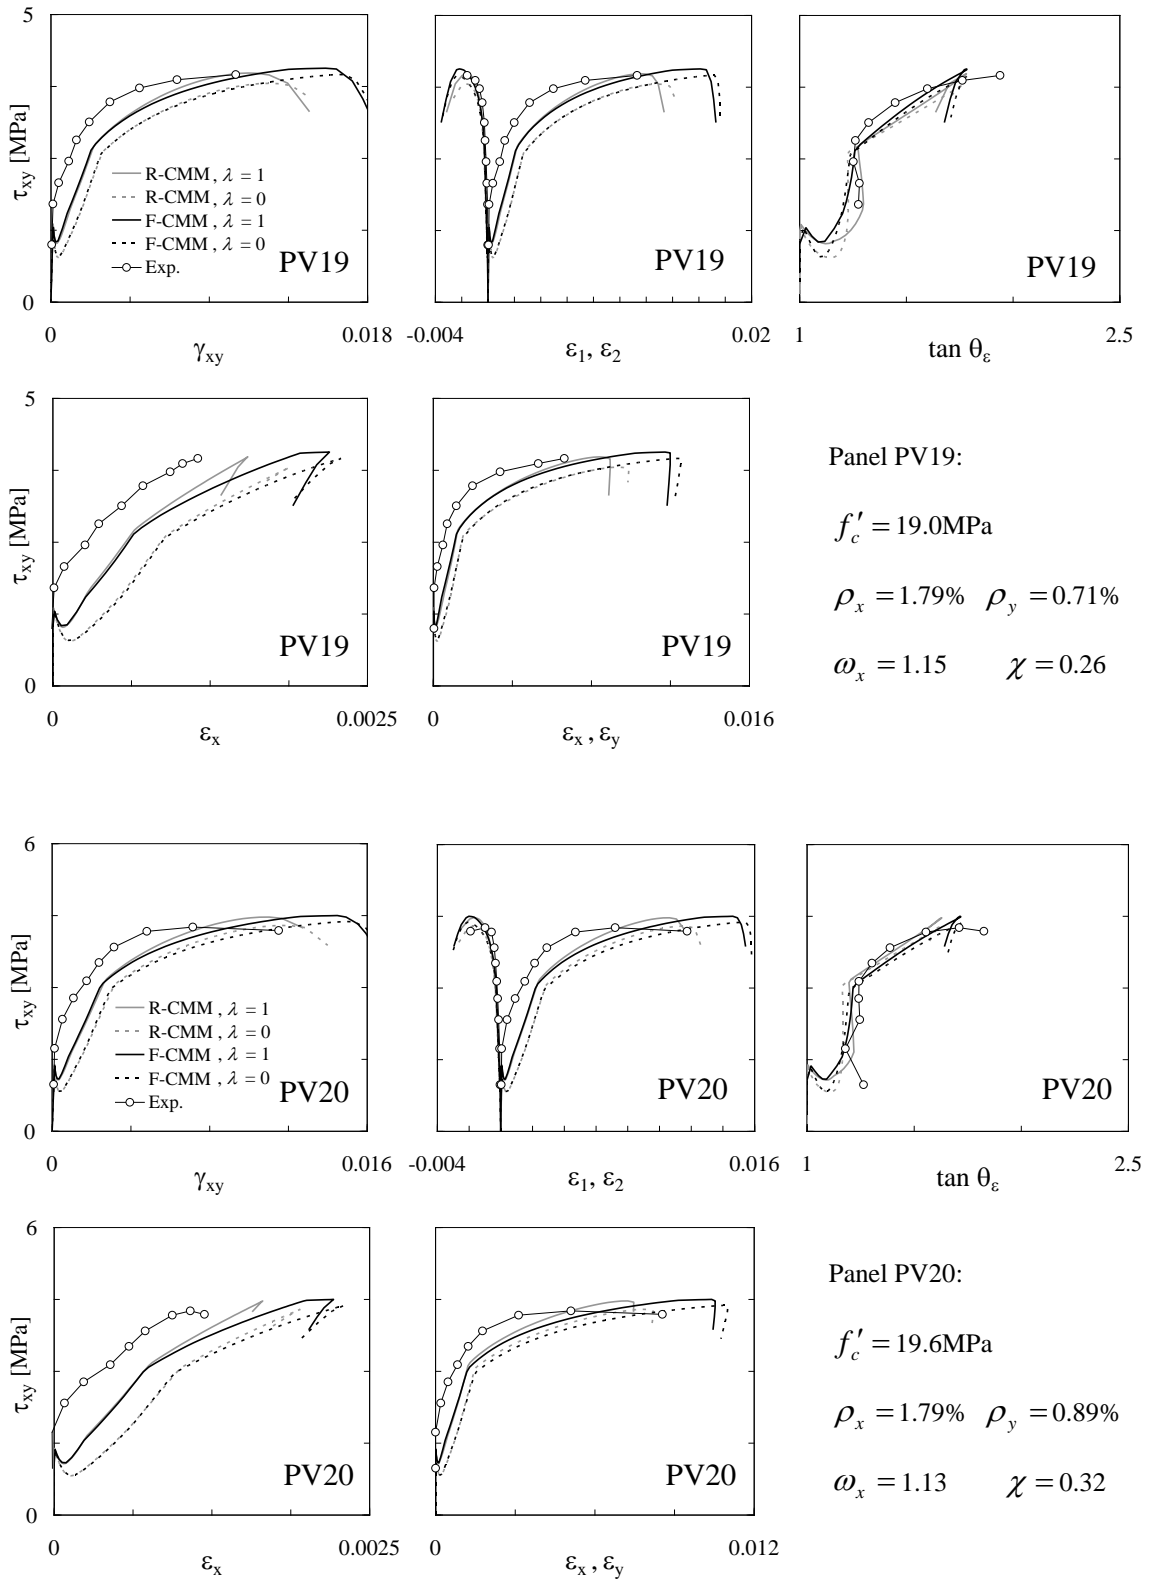 5
τxy [MPa]
R-CMM , λ = 1
R-CMM , λ = 0
F-CMM , λ = 1
F-CMM , λ = 0
Exp.
PV19
PV19
PV19
0
0 0.018
-0.004 0.02
1 2.5
γxy
ε1, ε2
tan θε
5
τxy [MPa]
PV19
PV19
0
0 0.0025
0 0.016
εx
εx , εy
Panel PV19:
fc′ = 19.0MPa
ρx = 1.79% ρy = 0.71%
ωx = 1.15 χ = 0.26
6
τxy [MPa]
R-CMM , λ = 1
R-CMM , λ = 0
F-CMM , λ = 1
F-CMM , λ = 0
Exp.
PV20
PV20
PV20
0
0 0.016
-0.004 0.016
1 2.5
γxy
ε1, ε2
tan θε
6
τxy [MPa]
PV20
PV20
0
0 0.0025
0 0.012
εx
εx , εy
Panel PV20:
fc′ = 19.6MPa
ρx = 1.79% ρy = 0.89%
ωx = 1.13 χ = 0.32